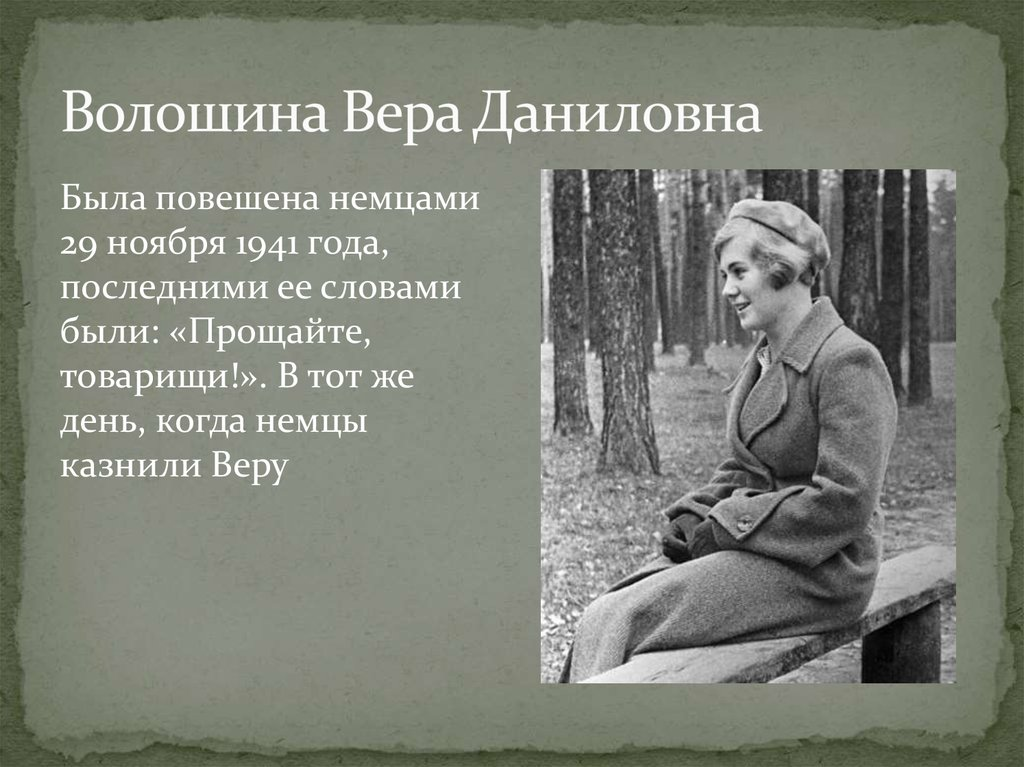 Волошина Вера Даниловна
Была повешена немцами
29 ноября 1941 года,
последними ее словами
были: «Прощайте,
товарищи!». В тот же
день, когда немцы
казнили Веру